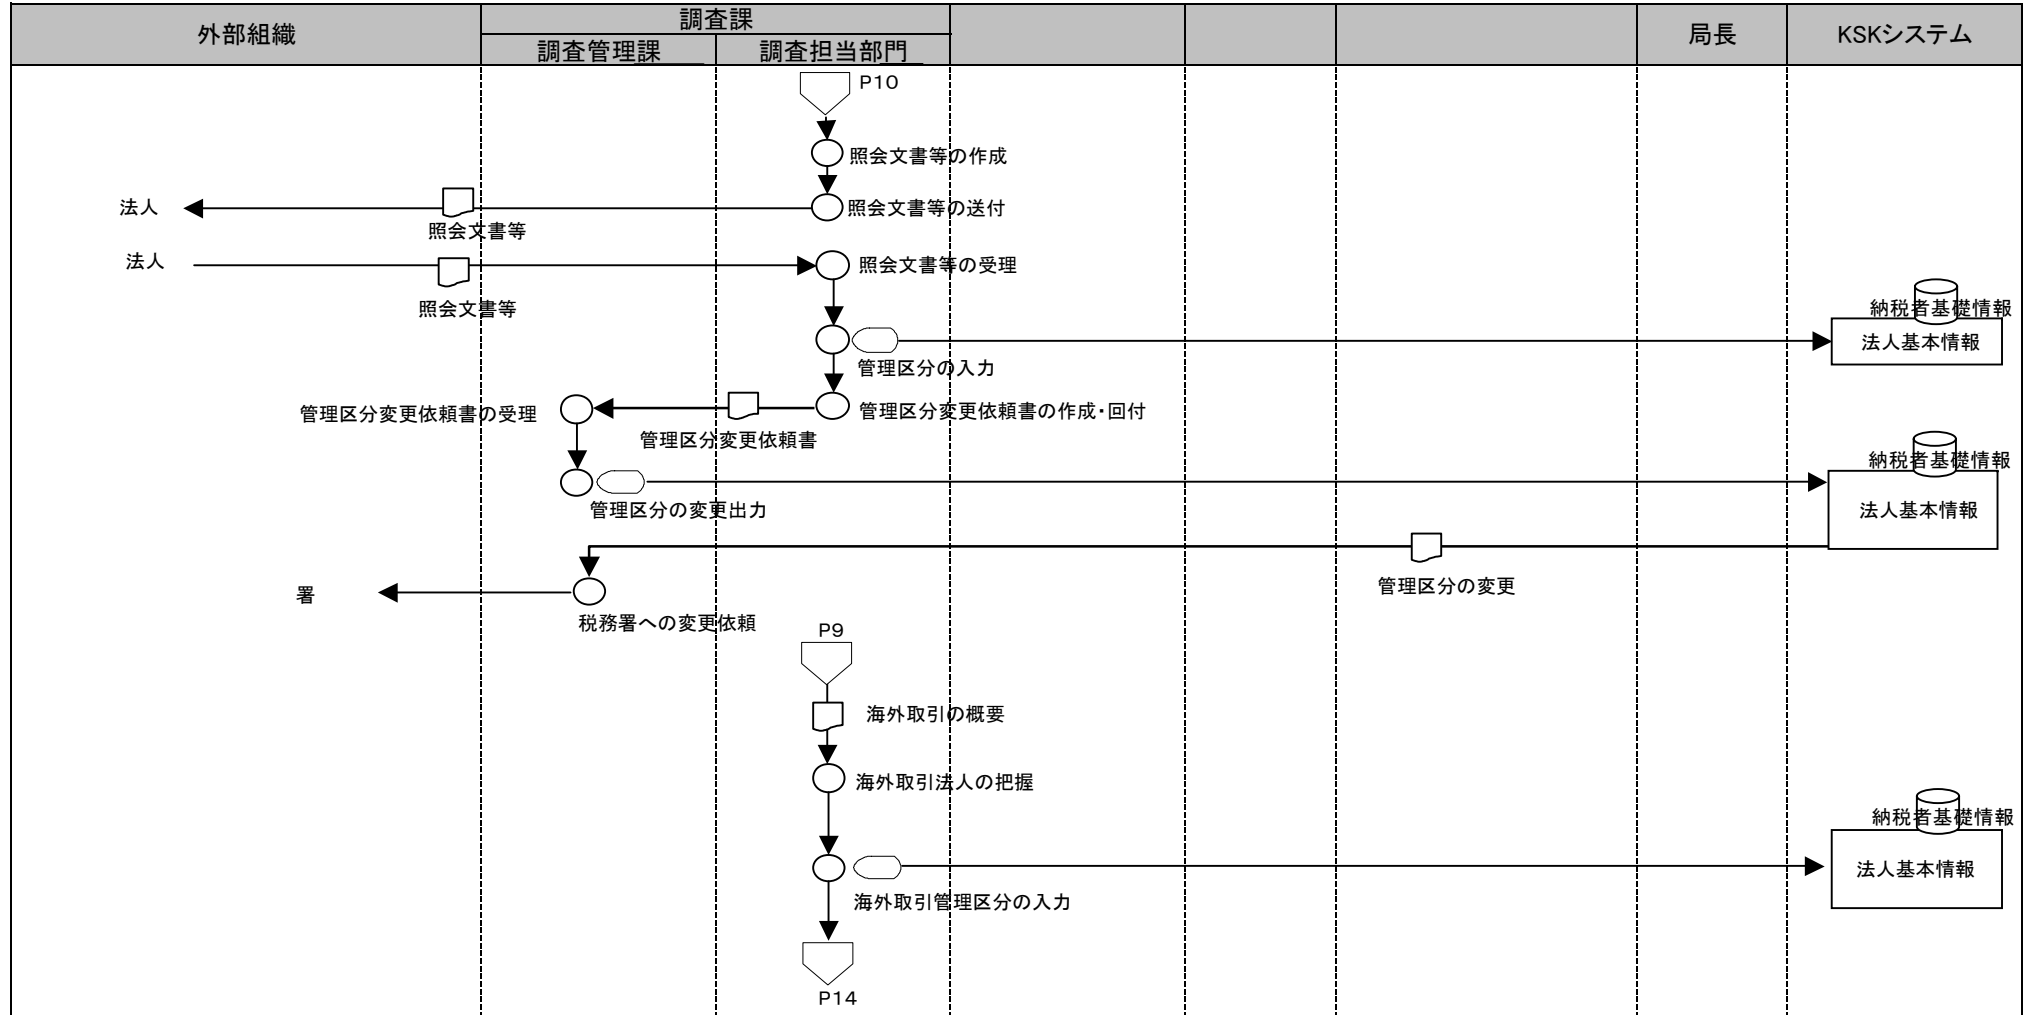 外部組織
調査課
調査管理課
調査担当部門
局長
KSKシステム
P10
照会文書等の作成
法人
照会文書等の送付
照会文書等
法人
照会文書等の受理
照会文書等
納税者基礎情報
法人基本情報
管理区分の入力
管理区分変更依頼書の受理
管理区分変更依頼書の作成・回付
管理区分変更依頼書
納税者基礎情報
管理区分の変更出力
法人基本情報
管理区分の変更
署
税務署への変更依頼
P9
海外取引の概要
海外取引法人の把握
納税者基礎情報
法人基本情報
海外取引管理区分の入力
P14